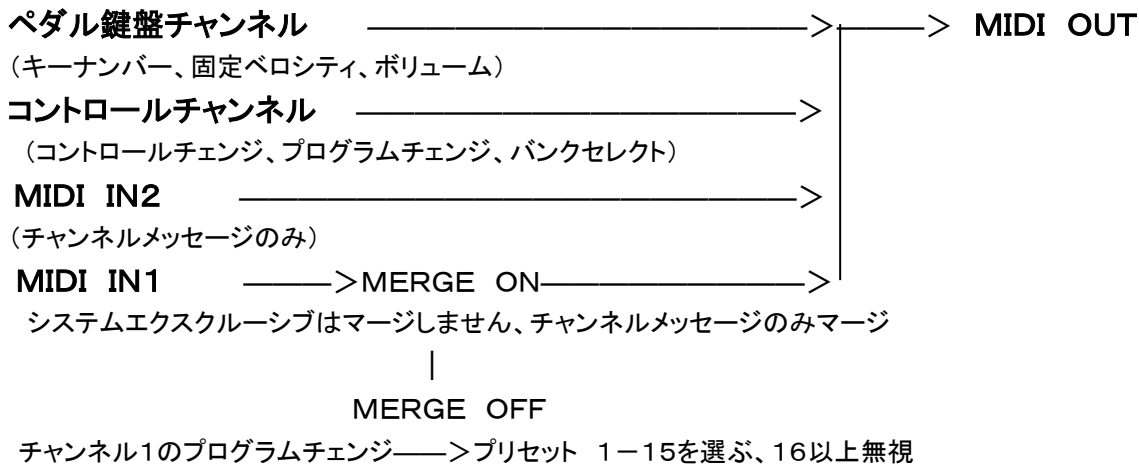 ペダル鍵盤チャンネル ―――――――――――――――＞――――＞ MIDI OUT
（キーナンバー、固定ベロシティ、ボリューム）
コントロールチャンネル ―――――――――――――――＞
（コントロールチェンジ、プログラムチェンジ、バンクセレクト）
MIDI IN2 ―――――――――――――――――――＞
（チャンネルメッセージのみ）
MIDI IN1 ―――＞MERGE ON―――――――――＞
システムエクスクルーシブはマージしません、チャンネルメッセージのみマージ
｜
MERGE OFF
チャンネル1のプログラムチェンジ――＞プリセット 1－15を選ぶ、16以上無視